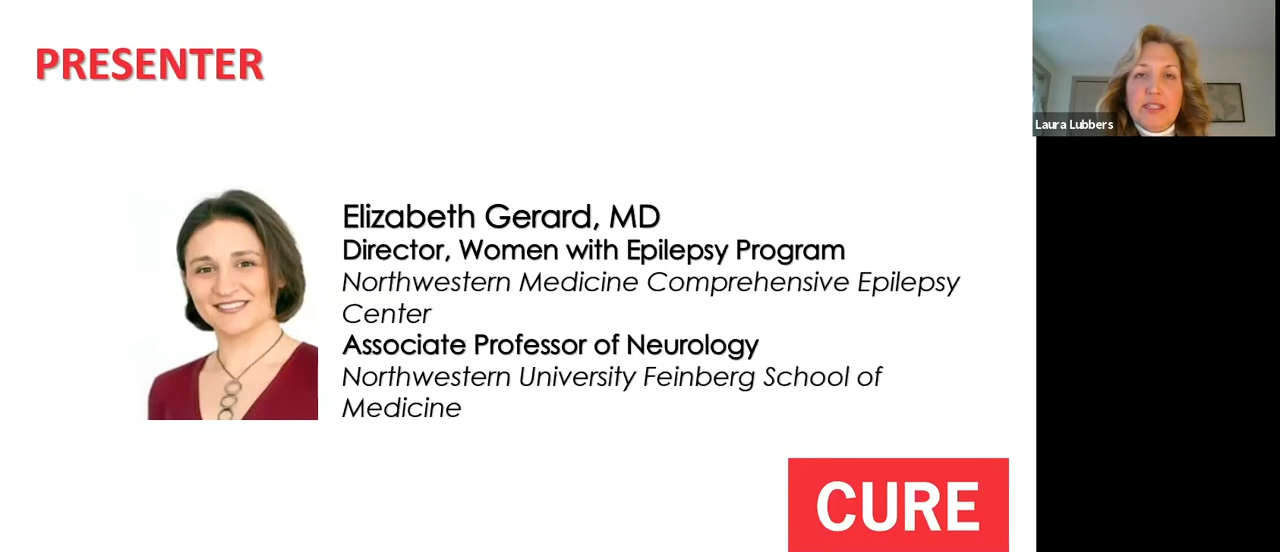 PRESENTER
Laura Lubbers
Elizabeth Gerard, MD
Director, Women with Epilepsy Program
Northwestern Medicine Comprehensive Epilepsy
Center
Associate Professor of Neurology
Northwestern University Feinberg School of
Medicine
CURE